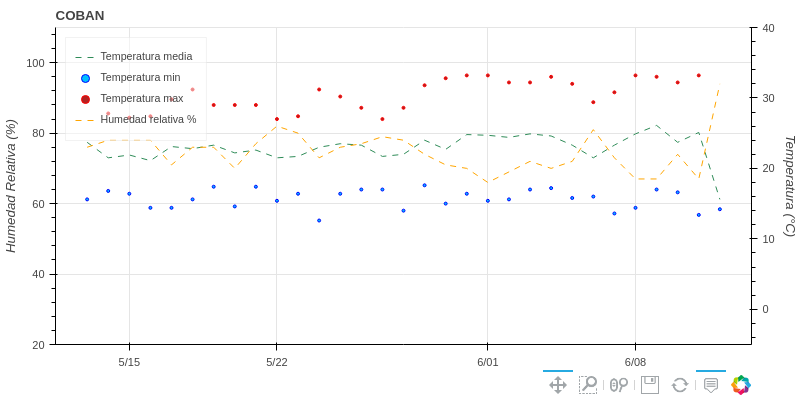 COBAN
Temperatura media
Temperatura min
Temperatura max
Humedad relativa %
Humedad Relativa (%)
100
80
60
40
20
40
30
20
10
0
Temperatura (°C)
5/15
5/22
6/01
6/08